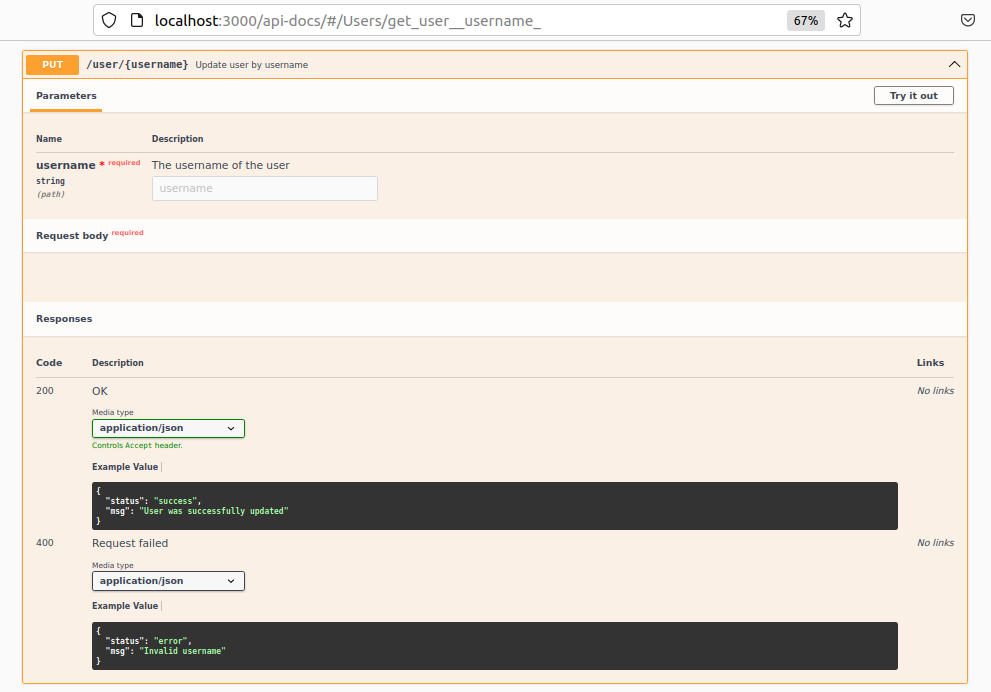 localhost:3000/api-docs/#/Users/get_user__username_ 67%
PUT /user/{username} Update user by username
Parameters Try it out
Name Description
username * required The username of the user
string username
(path)
Request body required
Responses
Code Description Links
200 OK No links
Media type
application/json
Controls Accept header.
Example Value
{
"status": "success",
"msg": "User was successfully updated"
}
400 Request failed No links
Media type
application/json
Example Value
{
"status": "error",
"msg": "Invalid username"
}